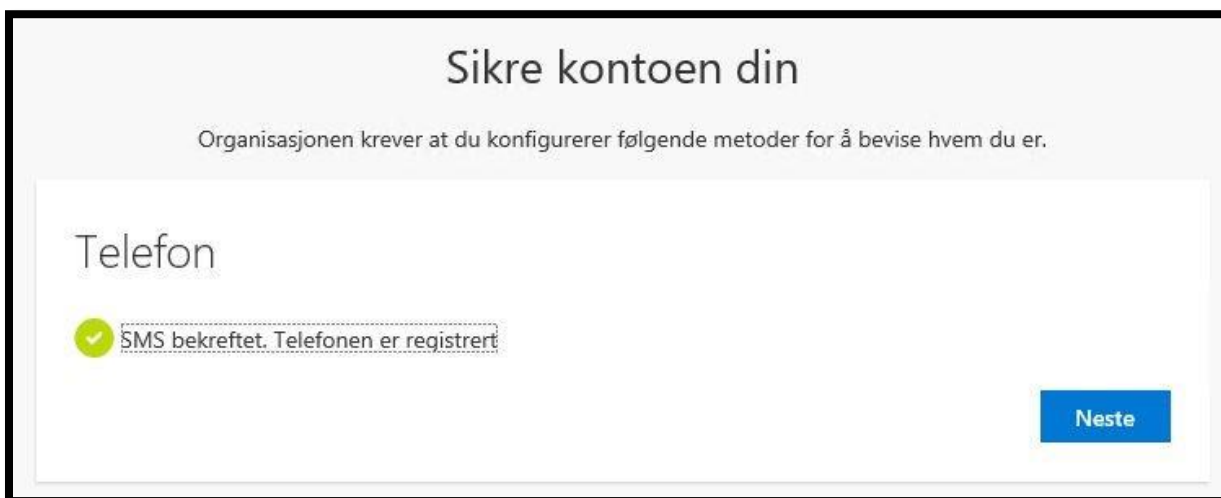 Sikre kontoen din
Organisasjonen krever at du konfigurerer følgende metoder for å bevise hvem du er.
Telefon
SMS bekreftet. Telefonen er registrert
Neste